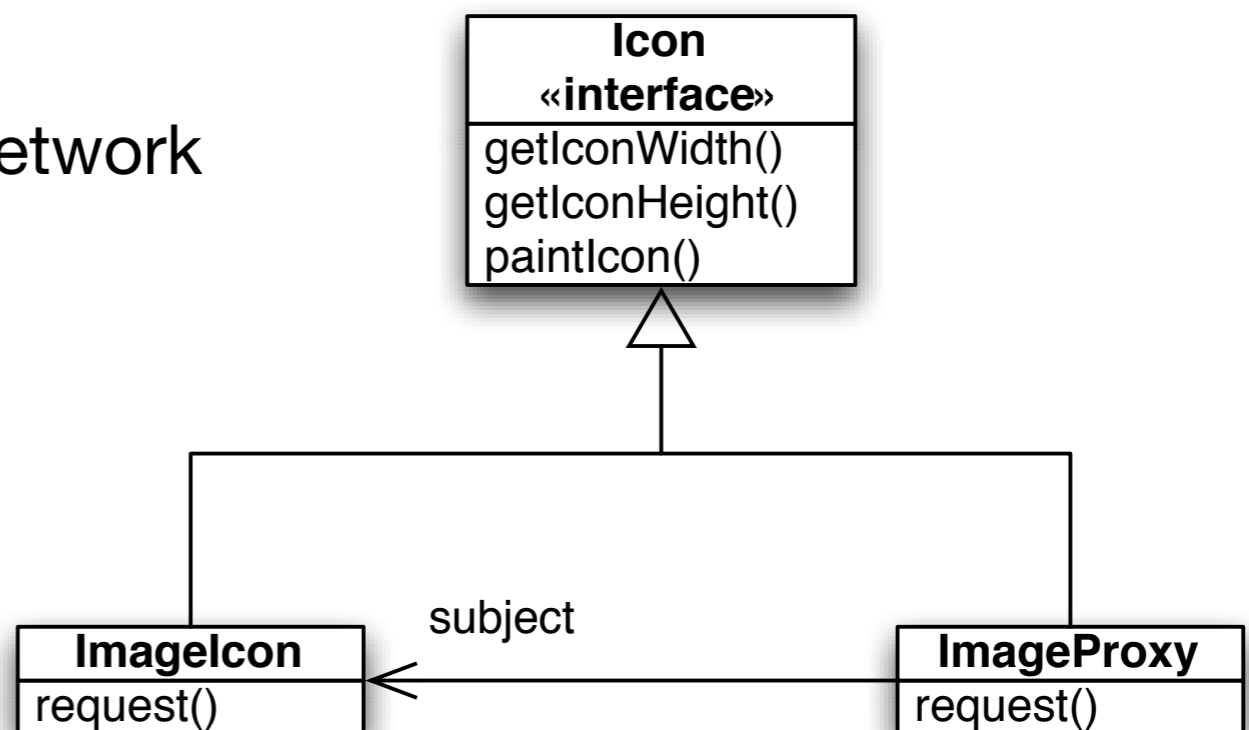 Icon
«interface»
etwork
getIconWidth()
getIconHeight()
paintIcon()
subject
ImageIcon
request()
ImageProxy
request()